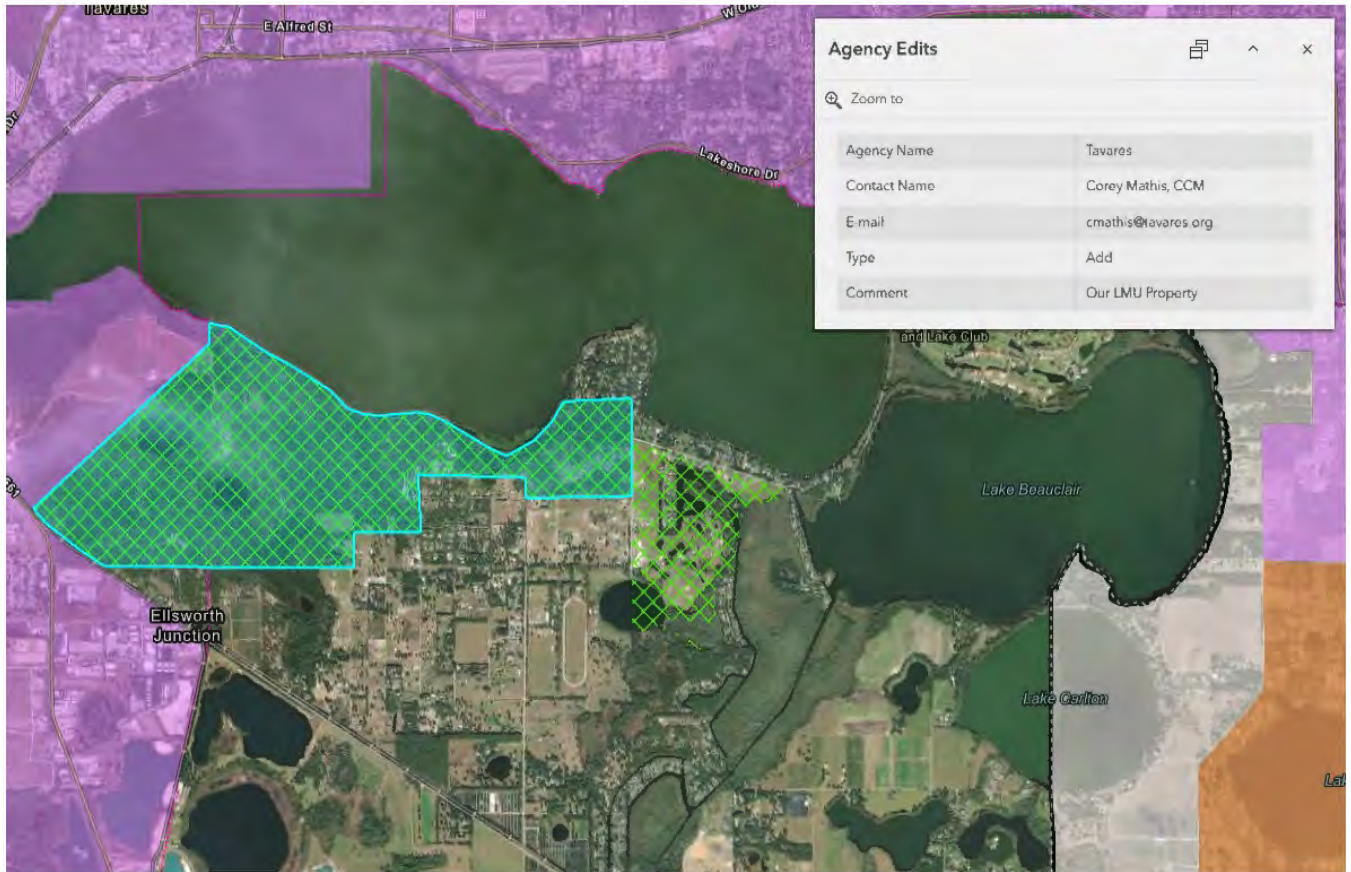 Tavares
E Alfred St
Agency Edits
Zoom to
Agency Name Tavares
Contact Name Corey Mathis, CCM
E-mail cmathis@tavares.org
Type Add
Comment Our LMU Property
Lakeshore Dr
and Lake Club
Lake Beauclair
Ellsworth
Junction
Lake Carlton